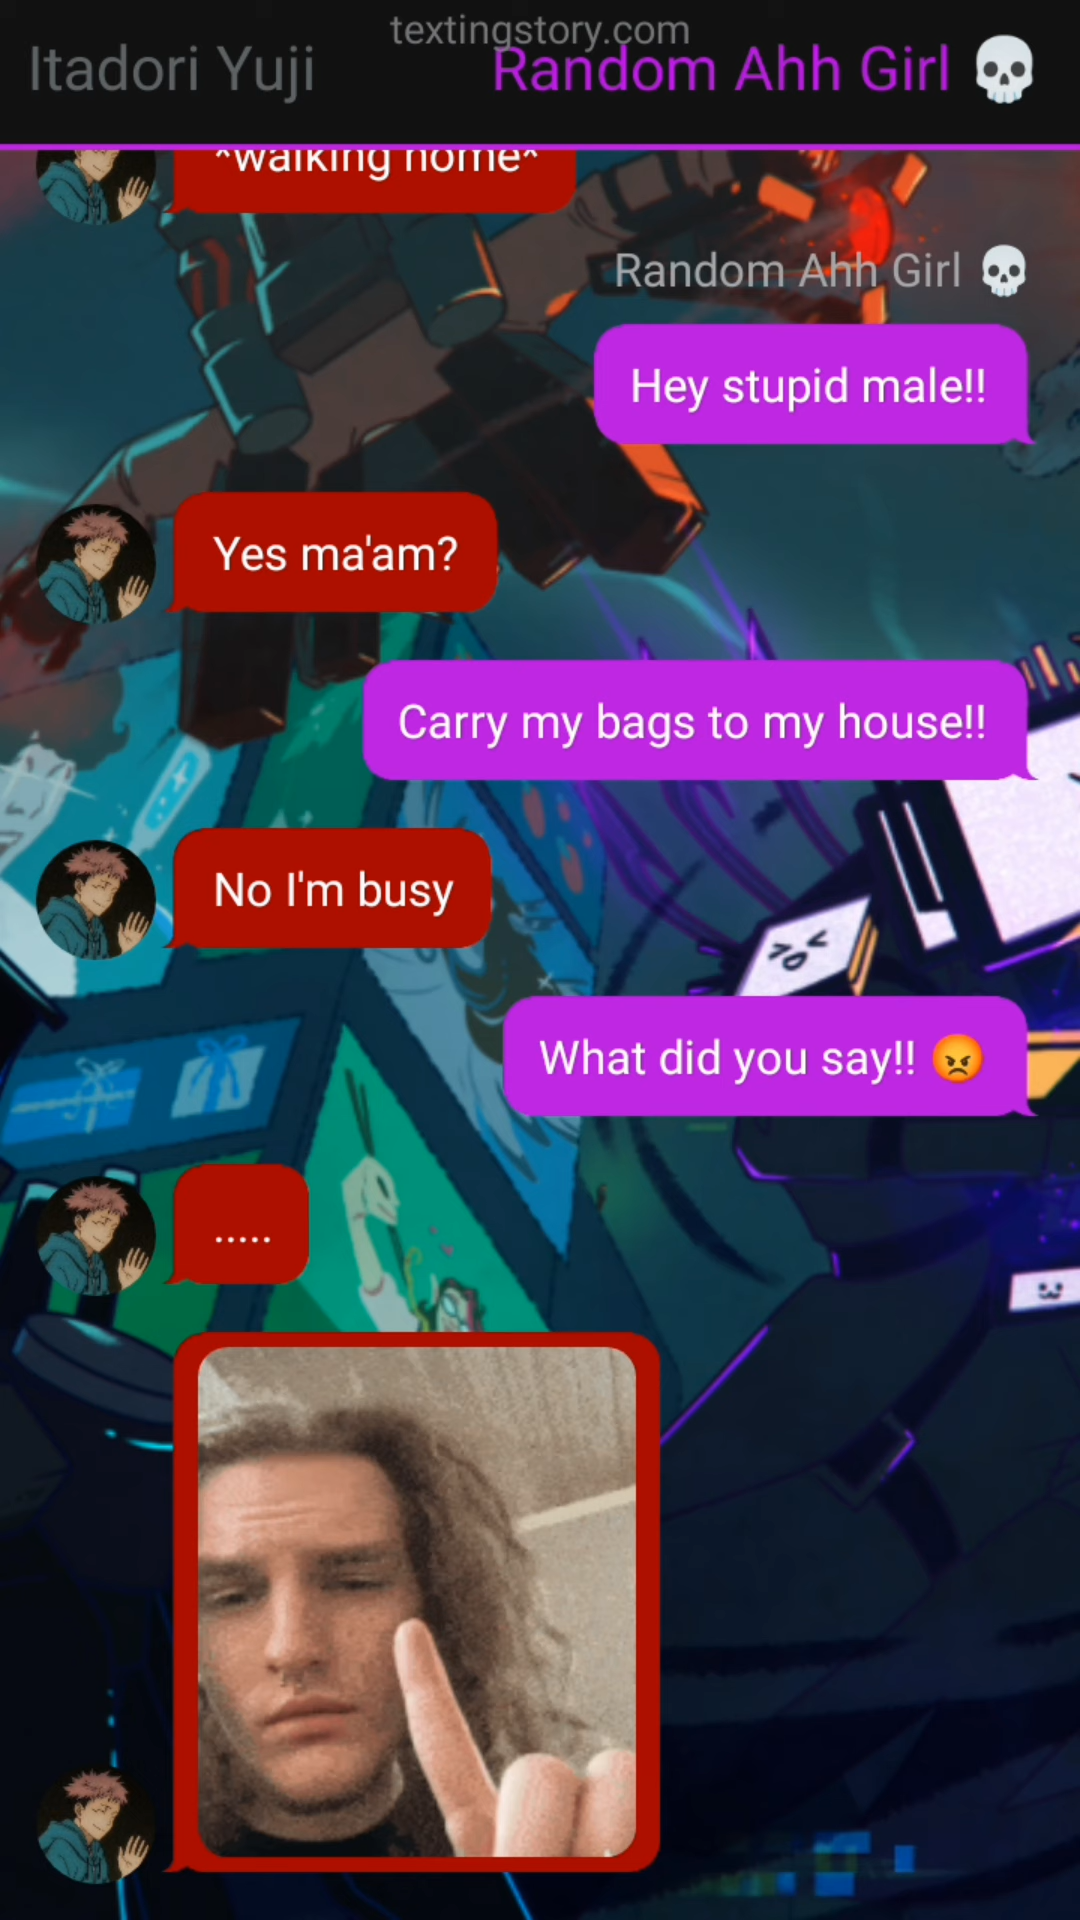 textingstory.com
Itadori Yuji
Random Ahh Girl 💀
*walking home*
Random Ahh Girl 💀
Hey stupid male!!
Yes ma'am?
Carry my bags to my house!!
No I'm busy
What did you say!! 😡
.....